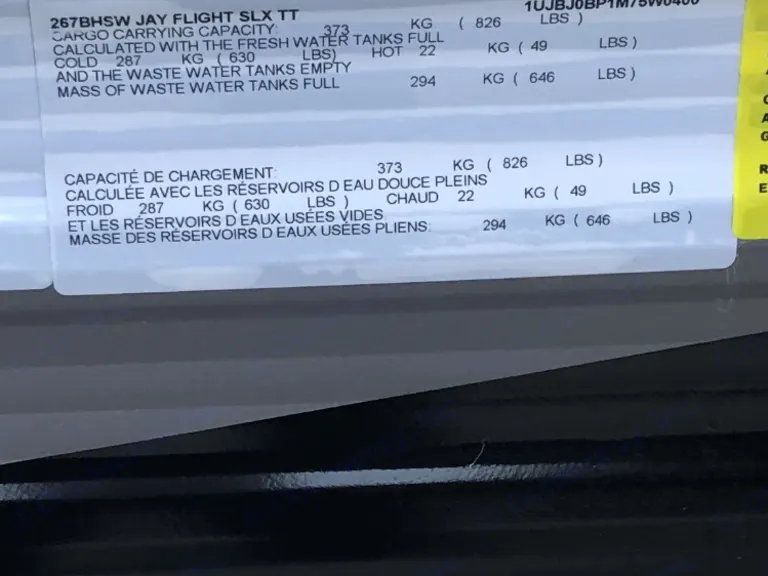 267BHSW JAY FLIGHT SLX TT
CARGO CARRYING CAPACITY: 373 KG ( 826 LBS )
CALCULATED WITH THE FRESH WATER TANKS FULL
COLD 287 KG ( 630 LBS) HOT 22 KG ( 49 LBS )
AND THE WASTE WATER TANKS EMPTY
MASS OF WASTE WATER TANKS FULL 294 KG ( 646 LBS )
CAPACITÉ DE CHARGEMENT: 373 KG ( 826 LBS )
CALCULÉE AVEC LES RÉSERVOIRS D EAU DOUCE PLEINS
FROID 287 KG ( 630 LBS ) CHAUD 22 KG ( 49 LBS )
ET LES RÉSERVOIRS D EAUX USÉES VIDES
MASSE DES RÉSERVOIRS D EAUX USÉES PLIENS: 294 KG ( 646 LBS )